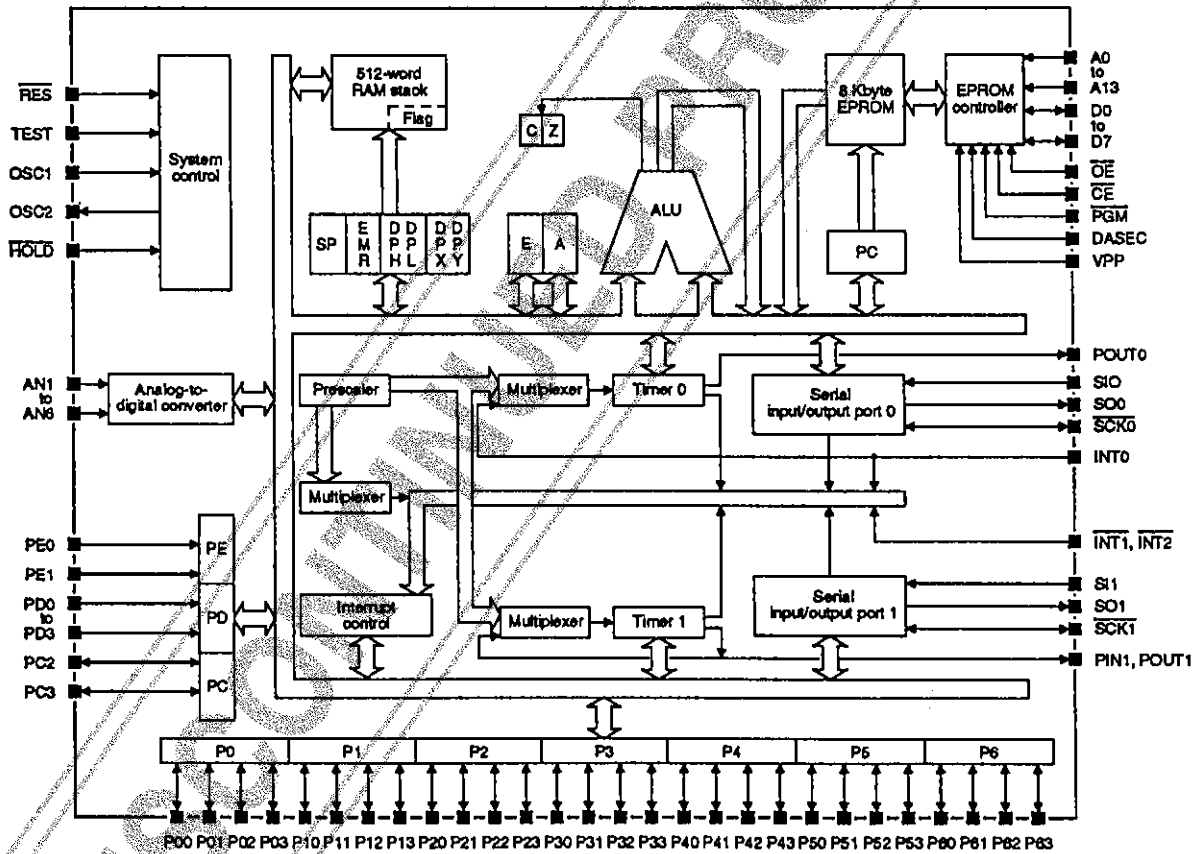 RES
TEST
OSC1
OSC2
HOLD
System
control
512-word
RAM stack
Flag
SP
EMR
DPH
DPL
DPX
DPY
C Z
E A
ALU
8 Kbyte
EPROM
EPROM
controller
PC
A0
to
A13
D0
to
D7
OE
CE
PGM
DASEC
VPP
AN1
to
AN6
Analog-to-
digital converter
Prescaler
Multiplexer
Timer 0
Serial
input/output port 0
POUT0
SI0
SO0
SCK0
INT0
Multiplexer
INT1, INT2
PE0
PE1
PD0
to
PD3
PC2
PC3
PE
PD
PC
Interrupt
control
Multiplexer
Timer 1
Serial
input/output port 1
SI1
SO1
SCK1
PIN1, POUT1
P0 P1 P2 P3 P4 P5 P6
P00 P01 P02 P03 P10 P11 P12 P13 P20 P21 P22 P23 P30 P31 P32 P33 P40 P41 P42 P43 P50 P51 P52 P53 P60 P61 P62 P63